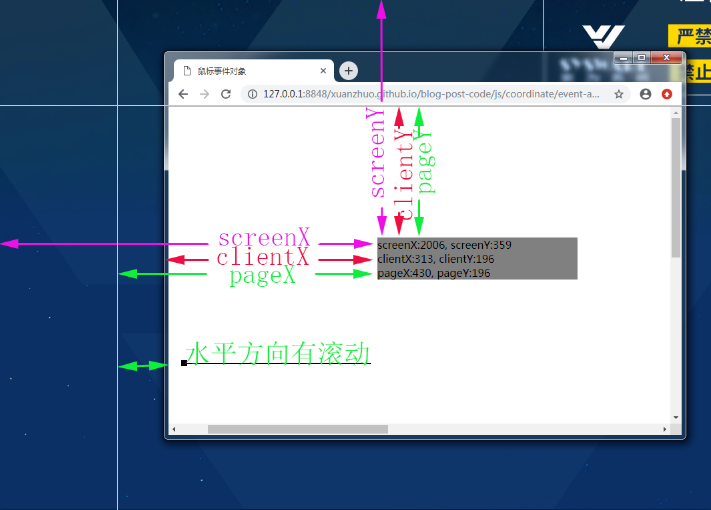 严禁
禁止
鼠标事件对象
127.0.0.1:8848/xuanzhuo.github.io/blog-post-code/js/coordinate/event-a...
screenY
clientY
pageY
screenX
clientX
pageX
screenX:2006, screenY:359
clientX:313, clientY:196
pageX:430, pageY:196
水平方向有滚动